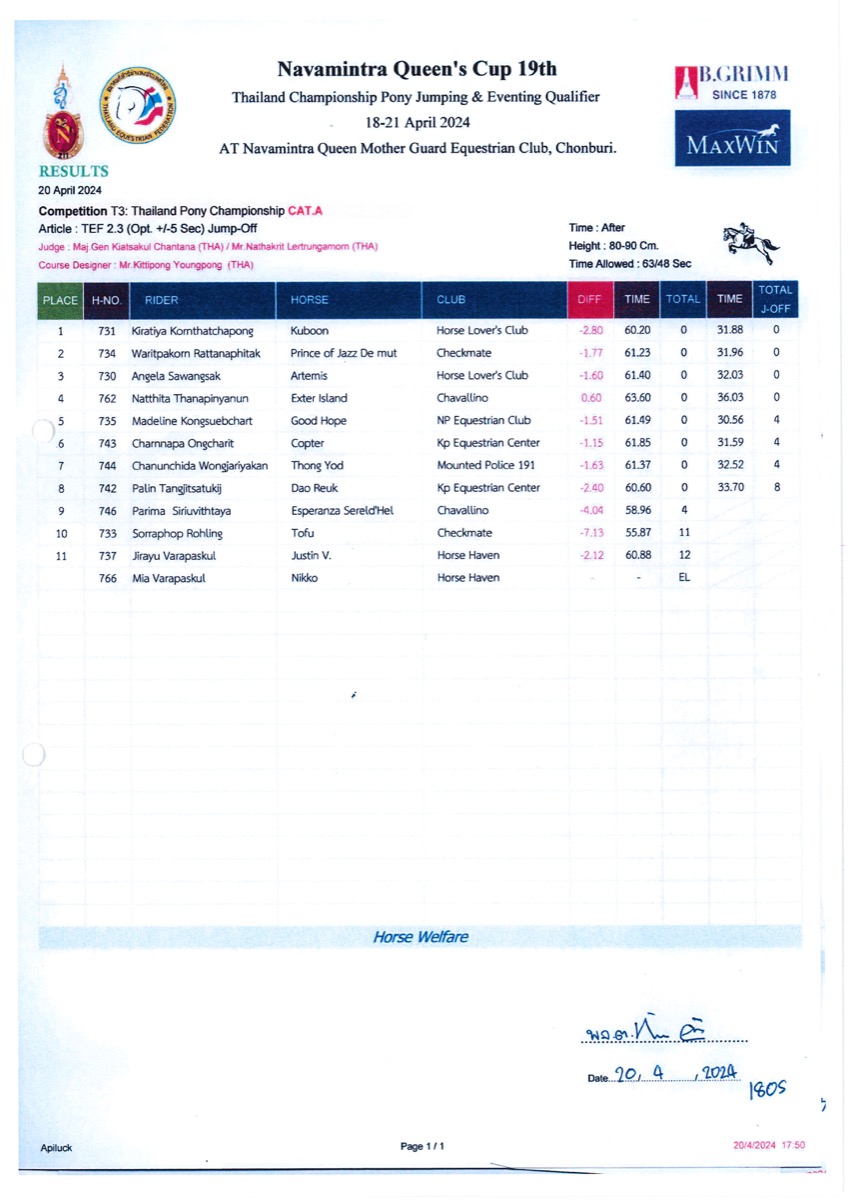 Navamintra Queen's Cup 19th
Thailand Championship Pony Jumping & Eventing Qualifier
18-21 April 2024
AT Navamintra Queen Mother Guard Equestrian Club, Chonburi.
THAILAND EQUESTRIAN FEDERATION
B.GRIMM
SINCE 1878
MAXWIN
RESULTS
20 April 2024
Competition T3: Thailand Pony Championship CAT.A
Article : TEF 2.3 (Opt. +/-5 Sec) Jump-Off Time : After
Judge : Maj.Gen Kiatsakul Chantana (THA) / Mr.Nathakrit Lertrungamorn (THA) Height : 80-90 Cm.
Course Designer : Mr.Kittipong Youngpong (THA) Time Allowed : 63/48 Sec
PLACE H-NO. RIDER HORSE CLUB DIFF TIME TOTAL TIME TOTAL J-OFF
1 731 Kiratiya Kornthatchapong Kuboon Horse Lover's Club -2.80 60.20 0 31.88 0
2 734 Waritpakorn Rattanaphitak Prince of Jazz De mut Checkmate -1.77 61.23 0 31.96 0
3 730 Angela Sawangsak Artemis Horse Lover's Club -1.60 61.40 0 32.03 0
4 762 Natthita Thanapinyanun Exter Island Chavallino 0.60 63.60 0 36.03 0
5 735 Madeline Kongsuebchart Good Hope NP Equestrian Club -1.51 61.49 0 30.56 4
6 743 Charnnapa Ongcharit Copter Kp Equestrian Center -1.15 61.85 0 31.59 4
7 744 Chanunchida Wongjariyakan Thong Yod Mounted Police 191 -1.63 61.37 0 32.52 4
8 742 Palin Tangjitsatukij Dao Reuk Kp Equestrian Center -2.40 60.60 0 33.70 8
9 746 Parima Siriuvithtaya Esperanza Sereld'Hel Chavallino -4.04 58.96 4
10 733 Sorraphop Rohling Tofu Checkmate -7.13 55.87 11
11 737 Jirayu Varapaskul Justin V. Horse Haven -2.12 60.88 12
766 Mia Varapaskul Nikko Horse Haven - - EL
Horse Welfare
Date 20, 4 , 2024
Apiluck Page 1 / 1 20/4/2024 17:50